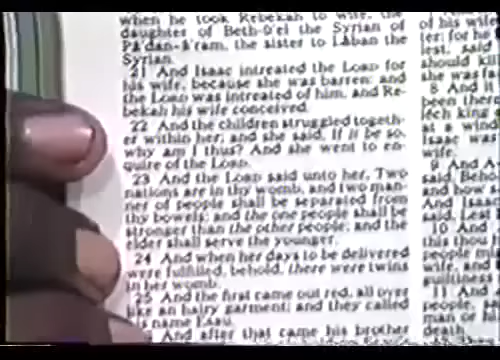 when he took Rebekah to wife, the
daughter of Beth-û'el the Syrian of
Pā'dan-ā'ram, the sister to Lāban the
Syrian.
21 And Isaac intreated the LORD for
his wife, because she was barren: and
the LORD was intreated of him, and Re-
bekah his wife conceived.
22 And the children struggled togeth-
er within her; and she said, If it be so,
why am I thus? And she went to en-
quire of the LORD.
23 And the LORD said unto her, Two
nations are in thy womb, and two man-
ner of people shall be separated from
thy bowels; and the one people shall be
stronger than the other people; and the
elder shall serve the younger.
24 And when her days to be delivered
were fulfilled, behold, there were twins
in her womb.
25 And the first came out red, all over
like an hairy garment; and they called
his name Esau.
And after that came his brother
of his wife
ter: for he
lest, said
should kill
she was fa
8 And it
been there
lech king
at a wind
Isaac was
wife.
9 And A
said, Beho
and how s
And Isaac
said, Lest
10 And
this thou
people mi
wife, and
guiltiness
11 And
people, sa
man or his
death.